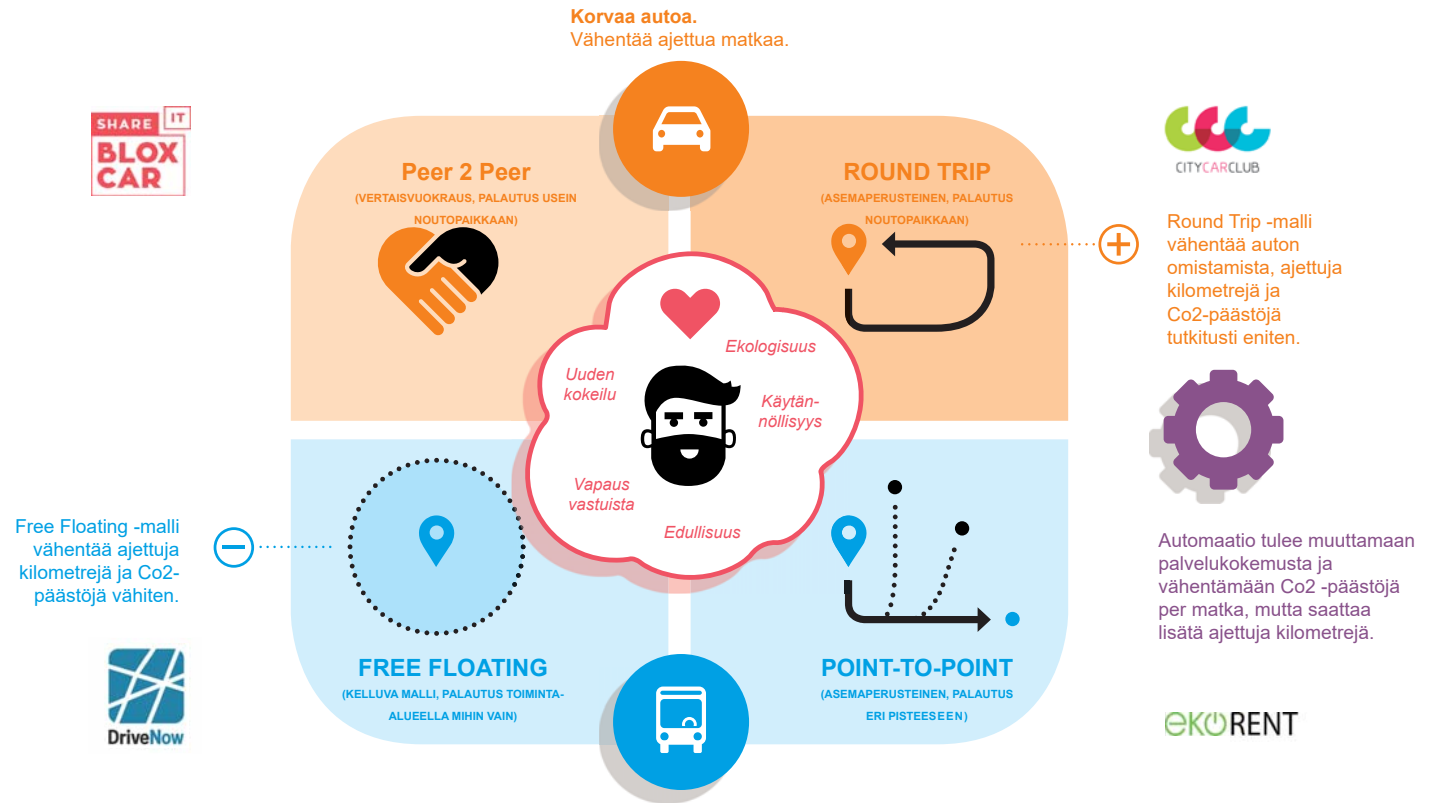 Korvaa autoa.
Vähentää ajettua matkaa.
SHARE IT
BLOX
CAR
Peer 2 Peer
(VERTAISVUOKRAUS, PALAUTUS USEIN
NOUTOPAIKKAAN)
ROUND TRIP
(ASEMAPERUSTEINEN, PALAUTUS
NOUTOPAIKKAAN)
CITYCARCLUB
Round Trip -malli
vähentää auton
omistamista, ajettuja
kilometrejä ja
Co2-päästöjä
tutkitusti eniten.
Ekologisuus
Uuden
kokeilu
Käytän-
nöllisyys
Vapaus
vastuista
Edullisuus
Free Floating -malli
vähentää ajettuja
kilometrejä ja Co2-
päästöjä vähiten.
Automaatio tulee muuttamaan
palvelukokemusta ja
vähentämään Co2 -päästöjä
per matka, mutta saattaa
lisätä ajettuja kilometrejä.
FREE FLOATING
(KELLUVA MALLI, PALAUTUS TOIMINTA-
ALUEELLA MIHIN VAIN)
POINT-TO-POINT
(ASEMAPERUSTEINEN, PALAUTUS
ERI PISTEESEEN)
DriveNow
eKORENT